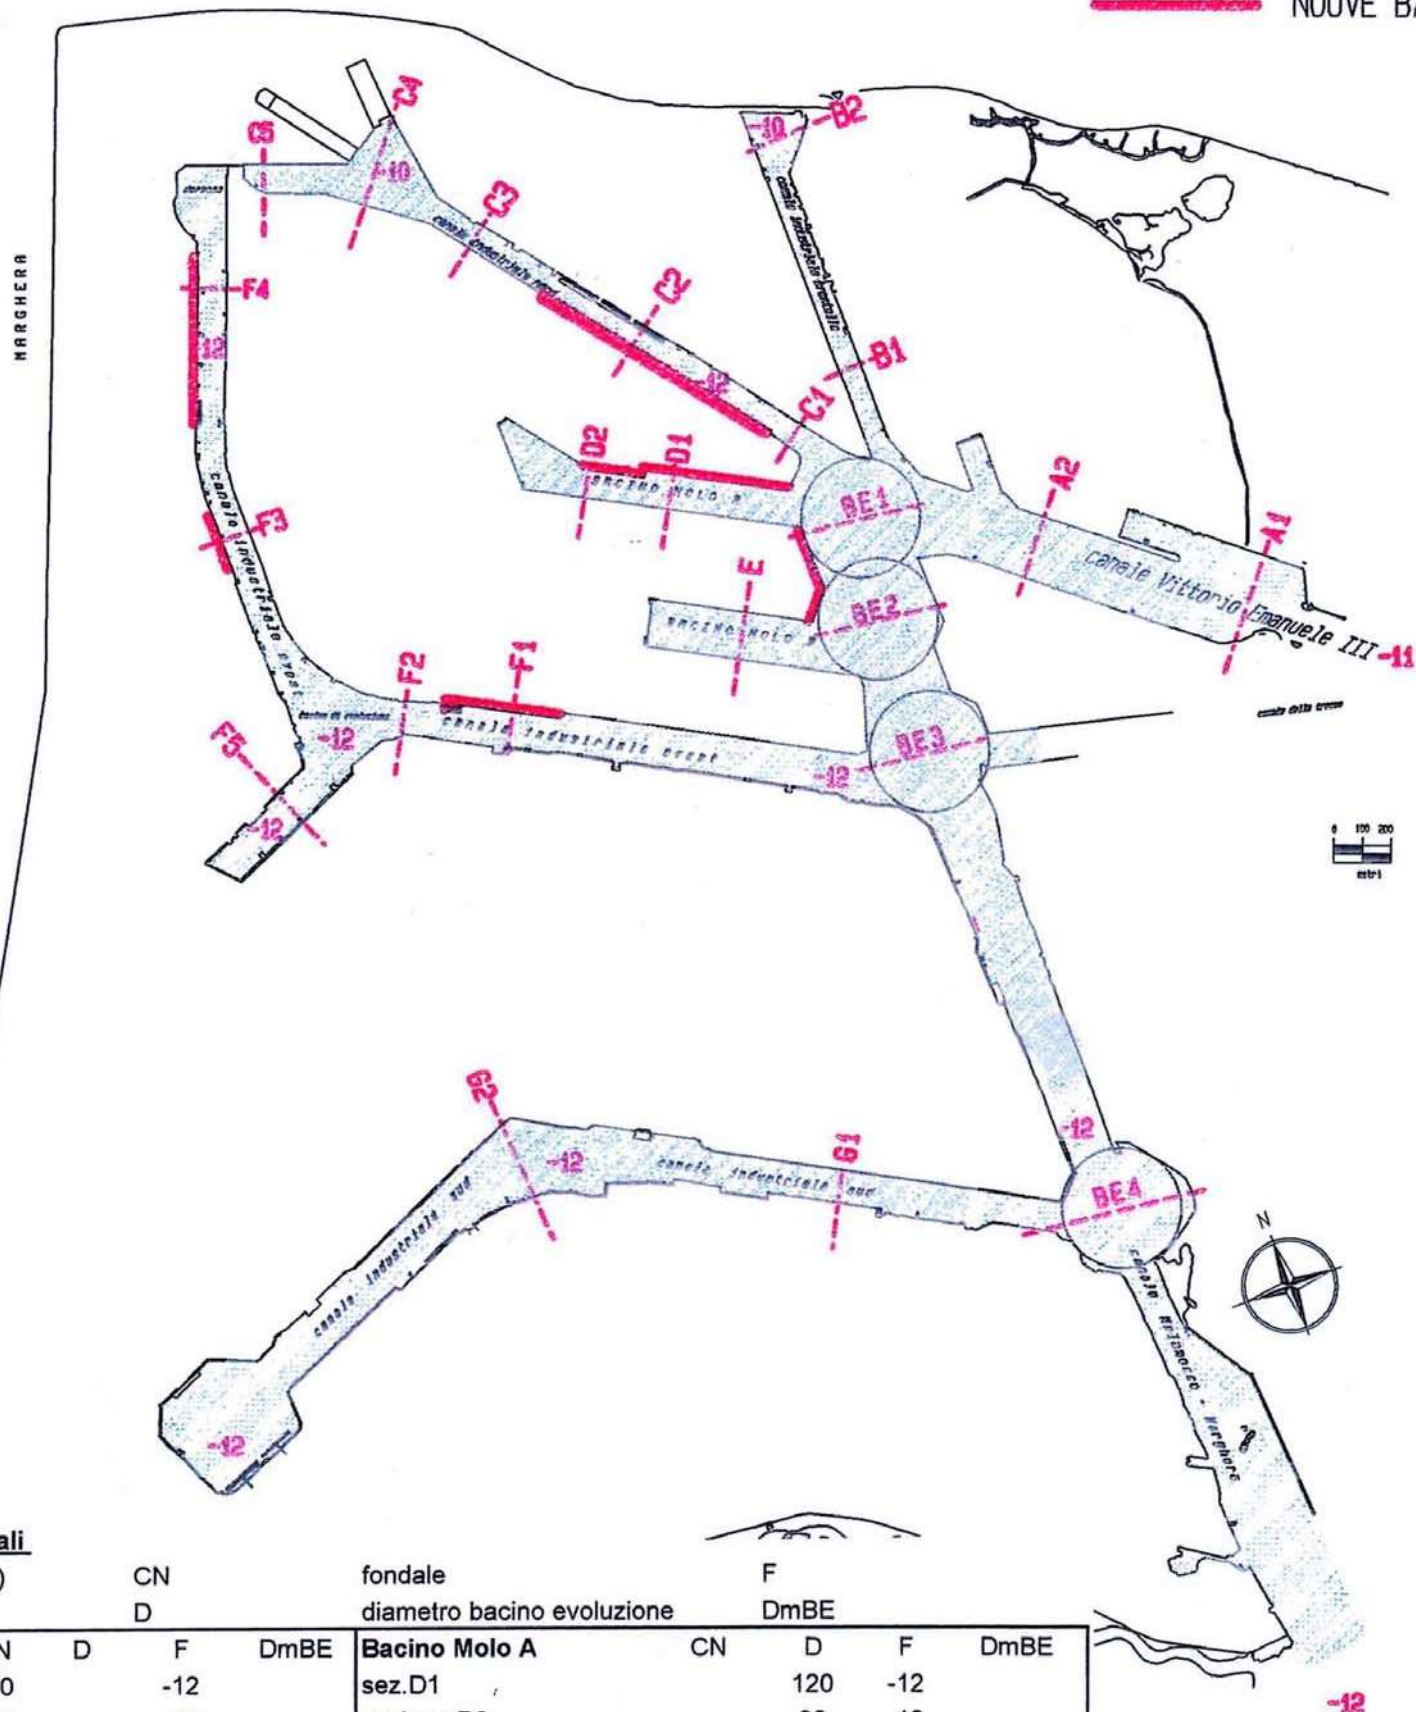 NOUVE BA
C4
B2
-10
C5
-10
darsena
C3
canale industriale nord
canale industriale brentella
MARGHERA
F4
C2
-12
B1
-12
C1
D2
D1
A2
BACINO MOLO A
BE1
A1
canale
F3
E
canale Vittorio Emanuele III
-11
industriale ovest
BE2
BACINO MOLO B
F2
F1
F5
-12
canale industriale ovest
BE3
-12
-12
0 100 200
metri
G2
-12
-12
canale industriale sud
G1
BE4
N
canale industriale sud
canale Malamocco - Marghera
-12
ali
) CN fondale F
D diametro bacino evoluzione DmBE
N D F DmBE Bacino Molo A CN D F DmBE
0 -12 sez.D1 120 -12
-12